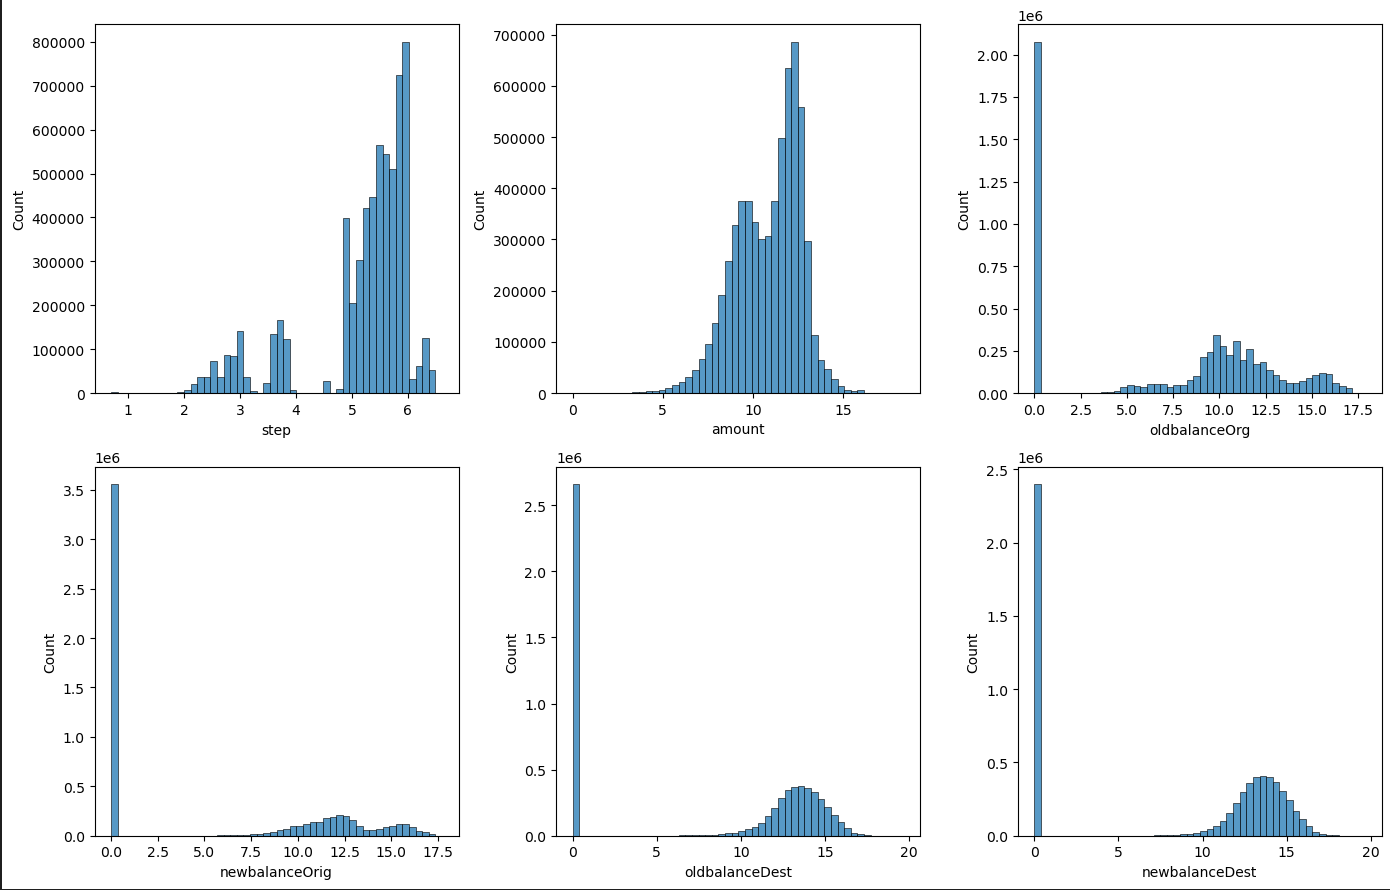 800000
700000
600000
500000
400000
300000
200000
100000
0
Count
1 2 3 4 5 6
step
700000
600000
500000
400000
300000
200000
100000
0
Count
0 5 10 15
amount
1e6
2.00
1.75
1.50
1.25
1.00
0.75
0.50
0.25
0.00
Count
0.0 2.5 5.0 7.5 10.0 12.5 15.0 17.5
oldbalanceOrg
1e6
3.5
3.0
2.5
2.0
1.5
1.0
0.5
0.0
Count
0.0 2.5 5.0 7.5 10.0 12.5 15.0 17.5
newbalanceOrig
1e6
2.5
2.0
1.5
1.0
0.5
0.0
Count
0 5 10 15 20
oldbalanceDest
1e6
2.5
2.0
1.5
1.0
0.5
0.0
Count
0 5 10 15 20
newbalanceDest